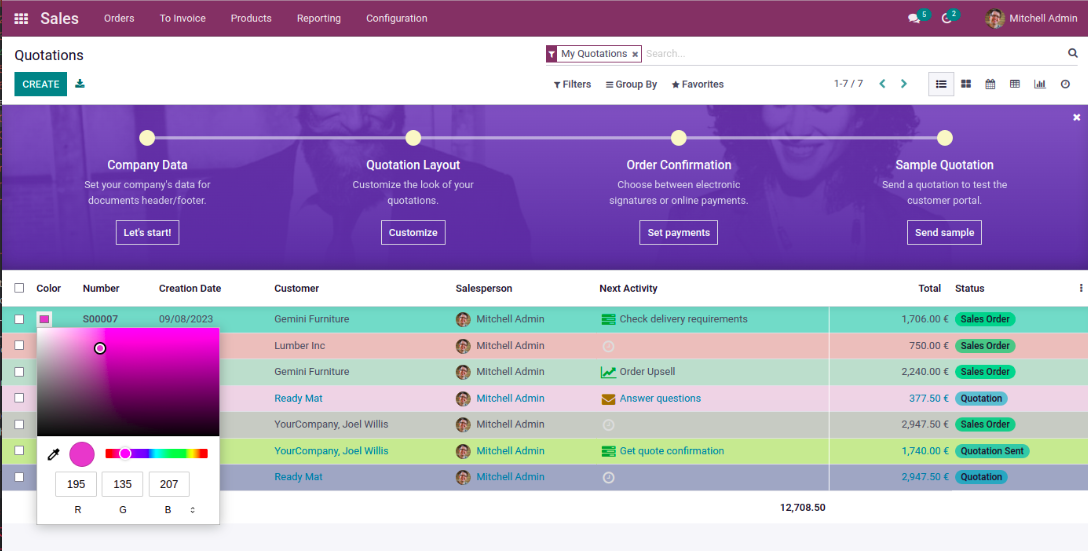 Sales Orders To Invoice Products Reporting Configuration 5 2 Mitchell Admin
Quotations
My Quotations × Search...
CREATE Filters Group By Favorites 1-7 / 7
Company Data Quotation Layout Order Confirmation Sample Quotation
Set your company's data for Customize the look of your Choose between electronic Send a quotation to test the
documents header/footer. quotations. signatures or online payments. customer portal.
Let's start! Customize Set payments Send sample
Color Number Creation Date Customer Salesperson Next Activity Total Status
S00007 09/08/2023 Gemini Furniture Mitchell Admin Check delivery requirements 1,706.00 € Sales Order
Lumber Inc Mitchell Admin 750.00 € Sales Order
Gemini Furniture Mitchell Admin Order Upsell 2,240.00 € Sales Order
Ready Mat Mitchell Admin Answer questions 377.50 € Quotation
YourCompany, Joel Willis Mitchell Admin 2,947.50 € Sales Order
YourCompany, Joel Willis Mitchell Admin Get quote confirmation 1,740.00 € Quotation Sent
Ready Mat Mitchell Admin 2,947.50 € Quotation
195 135 207
R G B
12,708.50